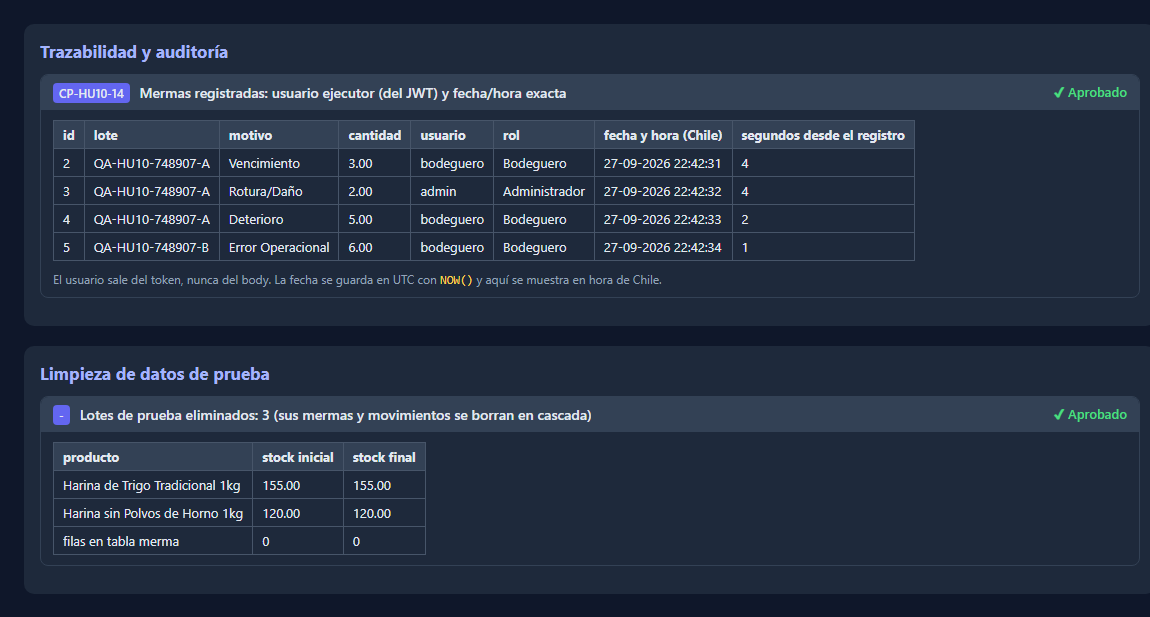 Trazabilidad y auditoría
CP-HU10-14 Mermas registradas: usuario ejecutor (del JWT) y fecha/hora exacta ✓ Aprobado
id lote motivo cantidad usuario rol fecha y hora (Chile) segundos desde el registro
2 QA-HU10-748907-A Vencimiento 3.00 bodeguero Bodeguero 27-09-2026 22:42:31 4
3 QA-HU10-748907-A Rotura/Daño 2.00 admin Administrador 27-09-2026 22:42:32 4
4 QA-HU10-748907-A Deterioro 5.00 bodeguero Bodeguero 27-09-2026 22:42:33 2
5 QA-HU10-748907-B Error Operacional 6.00 bodeguero Bodeguero 27-09-2026 22:42:34 1
El usuario sale del token, nunca del body. La fecha se guarda en UTC con NOW() y aquí se muestra en hora de Chile.
Limpieza de datos de prueba
- Lotes de prueba eliminados: 3 (sus mermas y movimientos se borran en cascada) ✓ Aprobado
producto stock inicial stock final
Harina de Trigo Tradicional 1kg 155.00 155.00
Harina sin Polvos de Horno 1kg 120.00 120.00
filas en tabla merma 0 0